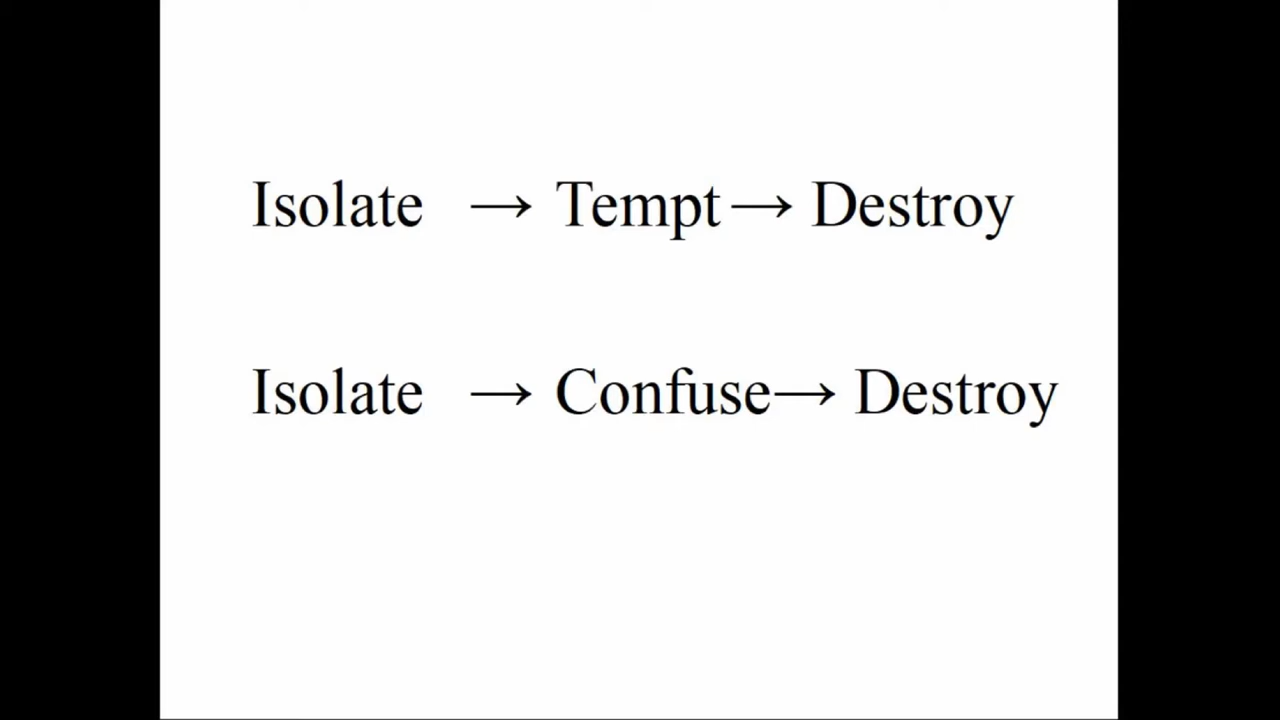 Isolate → Tempt → Destroy
Isolate → Confuse → Destroy